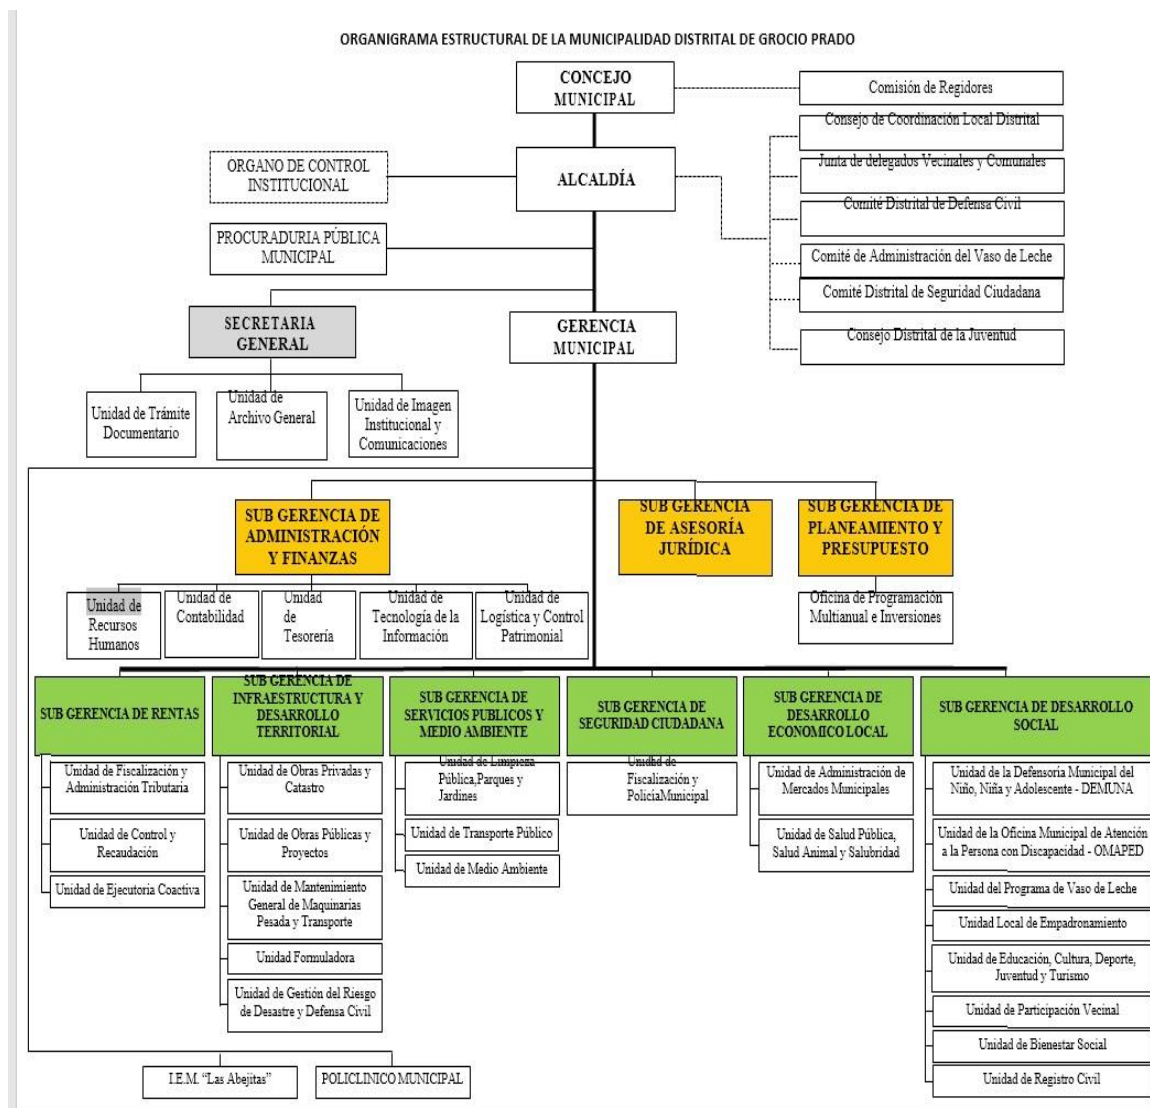 ORGANIGRAMA ESTRUCTURAL DE LA MUNICIPALIDAD DISTRITAL DE GROCIO PRADO
CONCEJO
MUNICIPAL
Comisión de Regidores
Consejo de Coordinación Local Distrital
Junta de delegados Vecinales y Comunales
Comité Distrital de Defensa Civil
Comité de Administración del Vaso de Leche
Comité Distrital de Seguridad Ciudadana
Consejo Distrital de la Juventud
ORGANO DE CONTROL
INSTITUCIONAL
ALCALDÍA
PROCURADURIA PÚBLICA
MUNICIPAL
SECRETARIA
GENERAL
GERENCIA
MUNICIPAL
Unidad de Trámite
Documentario
Unidad de
Archivo General
Unidad de Imagen
Institucional y
Comunicaciones
SUB GERENCIA DE
ADMINISTRACIÓN
Y FINANZAS
SUB GERENCIA
DE ASESORÍA
JURÍDICA
SUB GERENCIA DE
PLANEAMIENTO Y
PRESUPUESTO
Unidad de
Recursos
Humanos
Unidad de
Contabilidad
Unidad
de
Tesorería
Unidad de
Tecnología de la
Información
Unidad de
Logística y Control
Patrimonial
Oficina de Programación
Multianual e Inversiones
SUB GERENCIA DE RENTAS
Unidad de Fiscalización y
Administración Tributaria
Unidad de Control y
Recaudación
Unidad de Ejecutoria Coactiva
SUB GERENCIA DE
INFRAESTRUCTURA Y
DESARROLLO
TERRITORIAL
Unidad de Obras Privadas y
Catastro
Unidad de Obras Públicas y
Proyectos
Unidad de Mantenimiento
General de Maquinarias
Pesada y Transporte
Unidad Formuladora
Unidad de Gestión del Riesgo
de Desastre y Defensa Civil
SUB GERENCIA DE
SERVICIOS PUBLICOS Y
MEDIO AMBIENTE
Unidad de Limpieza
Pública,Parques y
Jardines
Unidad de Transporte Público
Unidad de Medio Ambiente
SUB GERENCIA DE
SEGURIDAD CIUDADANA
Unidad de
Fiscalización y
PoliciaMunicipal
SUB GERENCIA DE
DESARROLLO
ECONOMICO LOCAL
Unidad de Administración de
Mercados Municipales
Unidad de Salud Pública,
Salud Animal y Salubridad
SUB GERENCIA DE DESARROLLO
SOCIAL
Unidad de la Defensoria Municipal del
Niño, Niña y Adolescente - DEMUNA
Unidad de la Oficina Municipal de Atención
a la Persona con Discapacidad - OMAPED
Unidad del Programa de Vaso de Leche
Unidad Local de Empadronamiento
Unidad de Educación, Cultura, Deporte,
Juventud y Turismo
Unidad de Participación Vecinal
Unidad de Bienestar Social
Unidad de Registro Civil
I.E.M. “Las Abejitas”
POLICLINICO MUNICIPAL